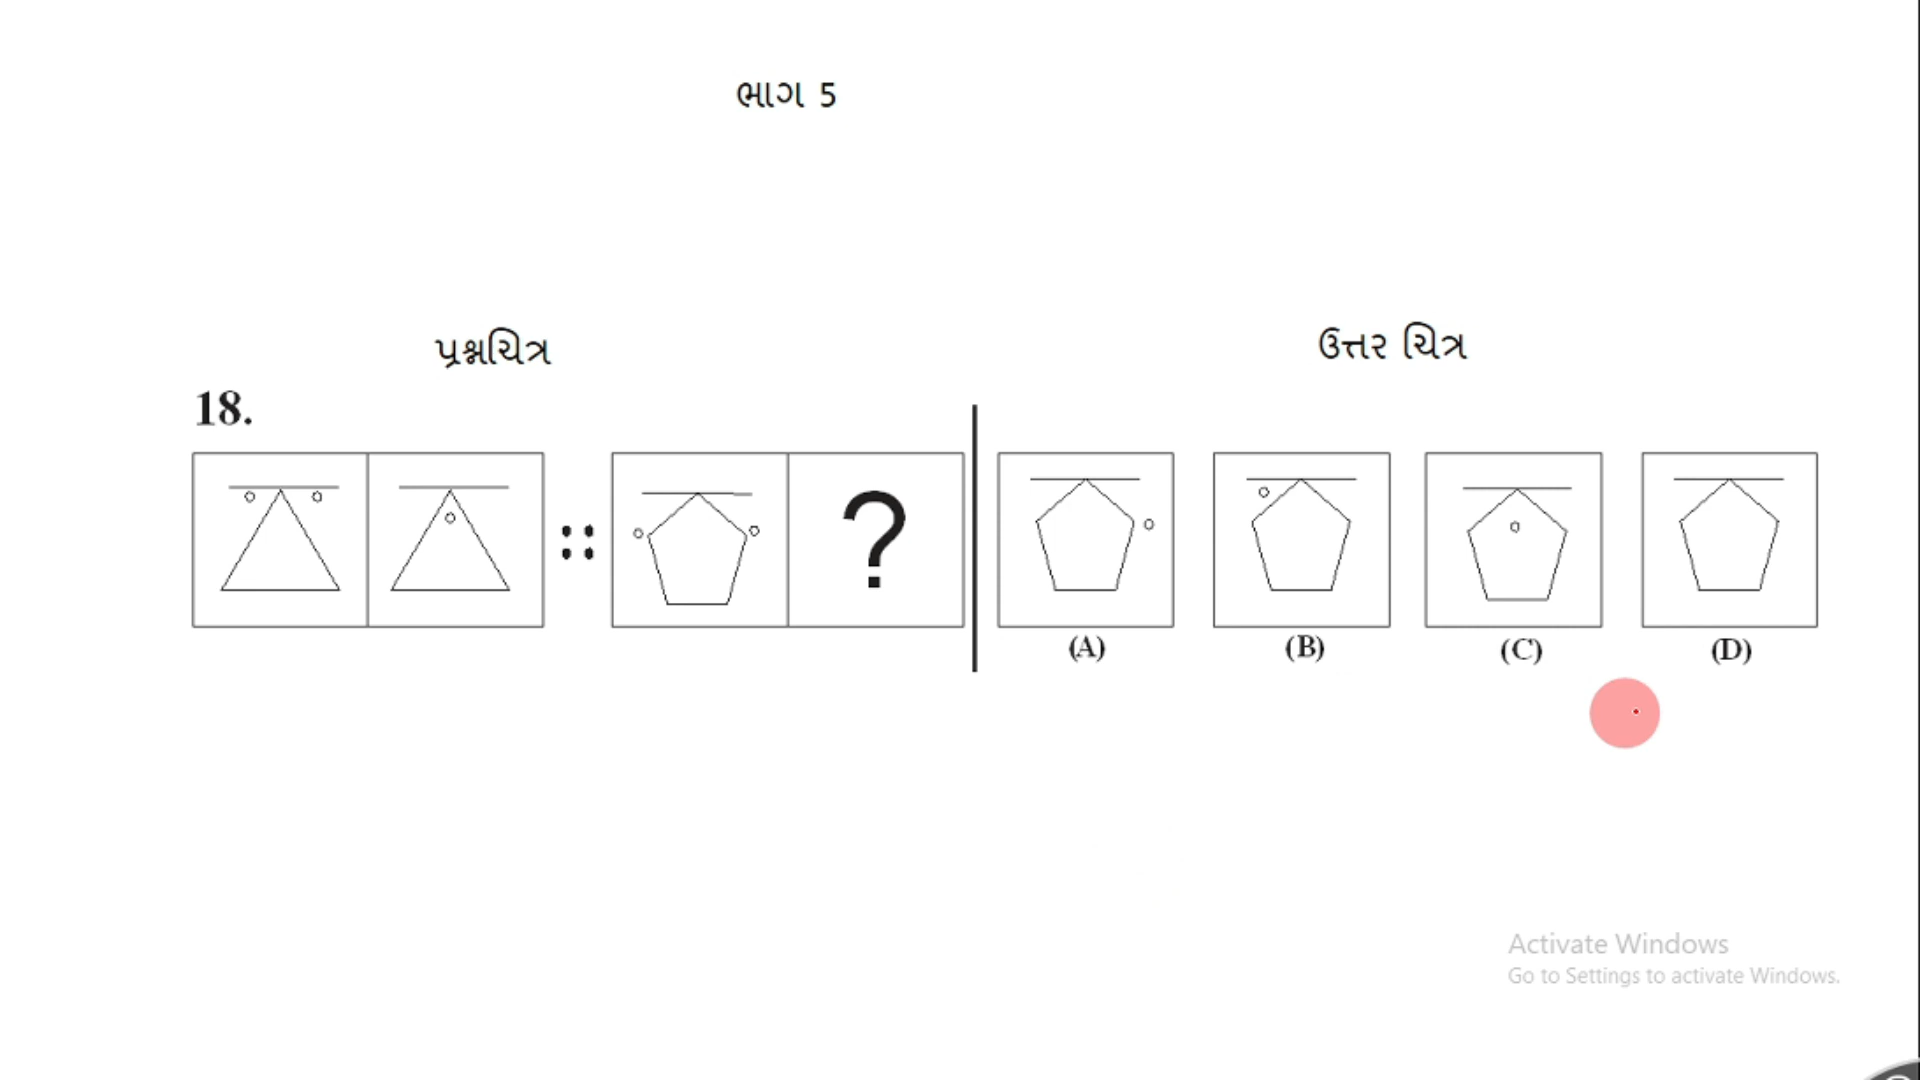 ભાગ 5
પ્રશ્નચિત્ર
ઉત્તર ચિત્ર
18.
?
(A) (B) (C) (D)
Activate Windows
Go to Settings to activate Windows.